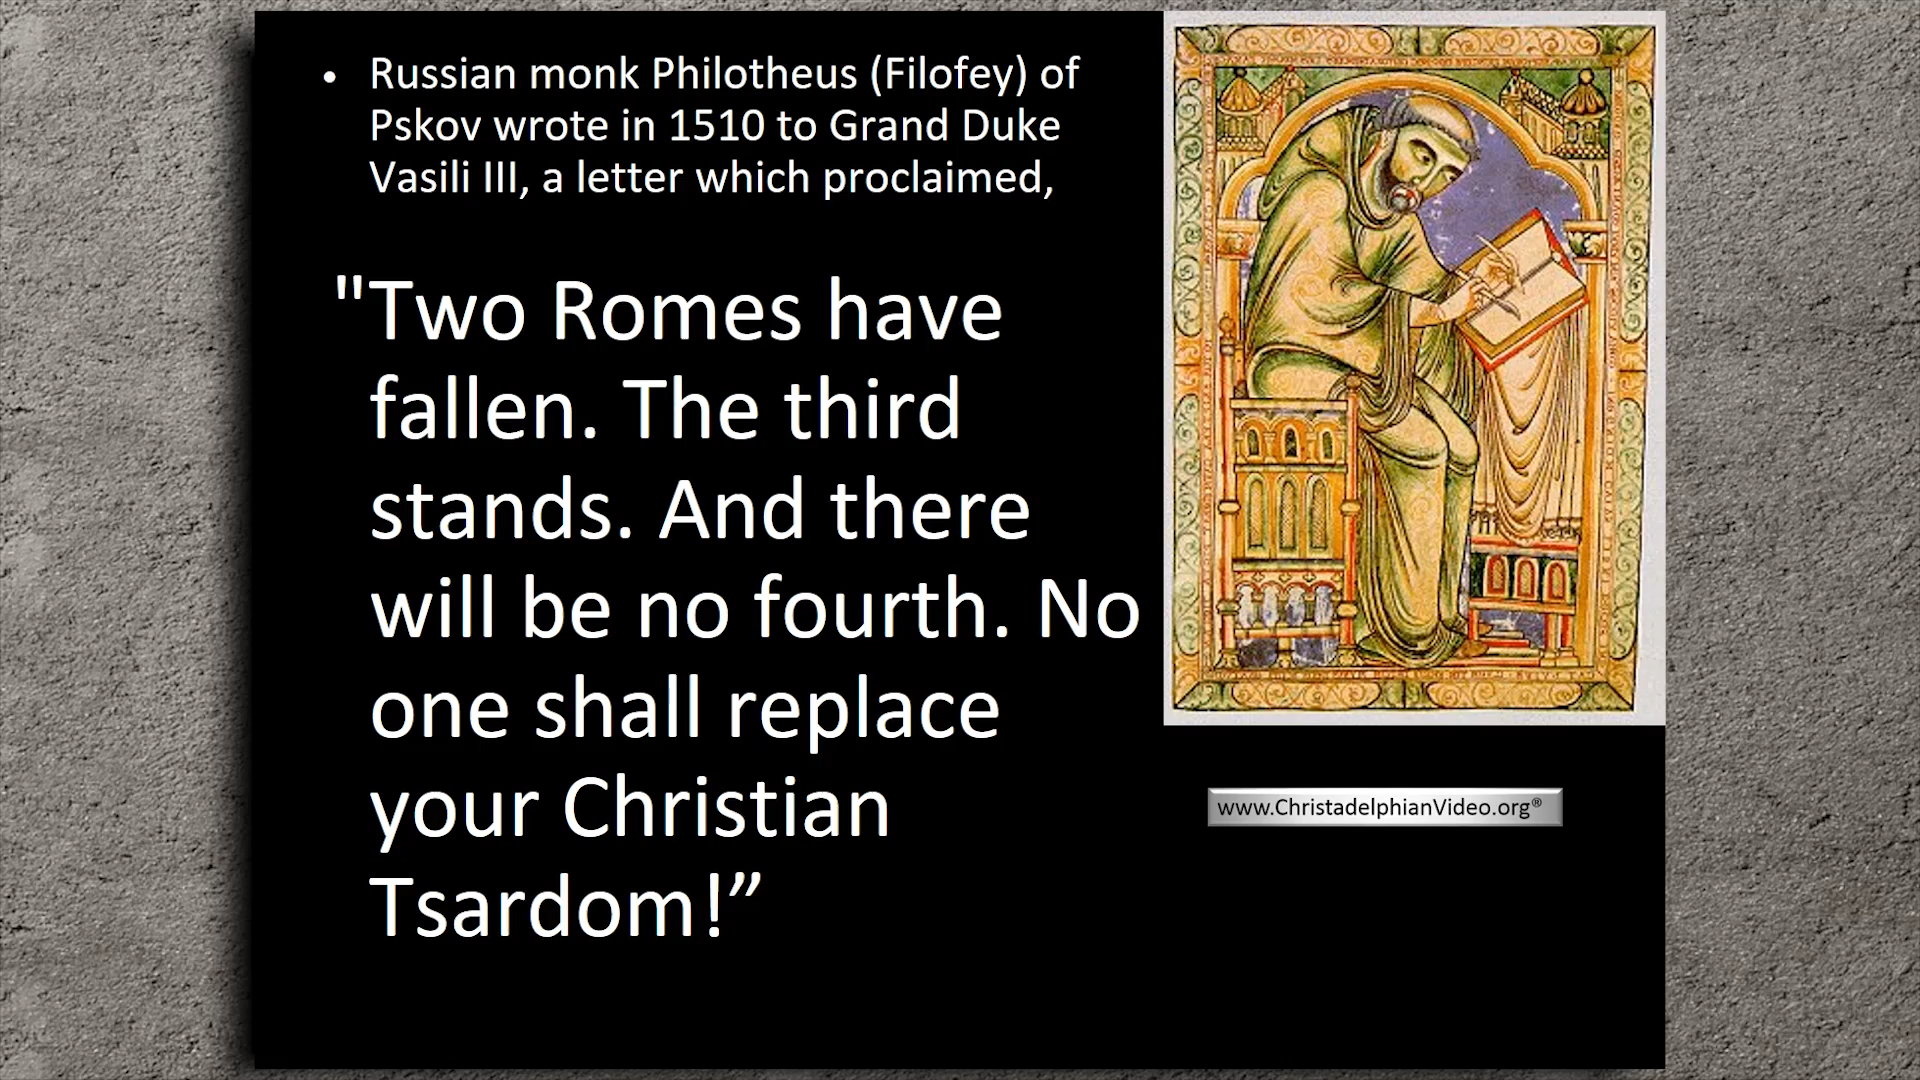 • Russian monk Philotheus (Filofey) of
Pskov wrote in 1510 to Grand Duke
Vasili III, a letter which proclaimed,
"Two Romes have
fallen. The third
stands. And there
will be no fourth. No
one shall replace
your Christian
Tsardom!”
www.ChristadelphianVideo.org®